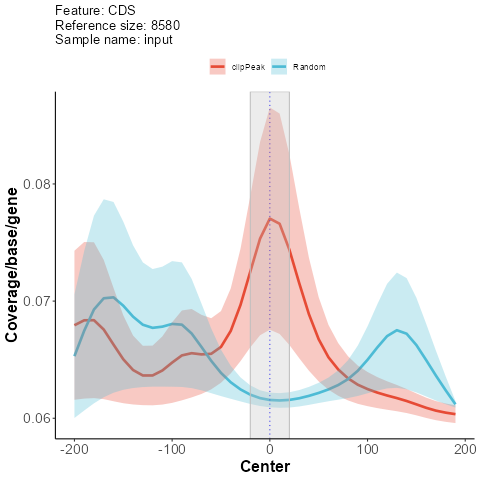 Feature: CDS
Reference size: 8580
Sample name: input
clipPeak Random
Coverage/base/gene
0.08
0.07
0.06
-200 -100 0 100 200
Center